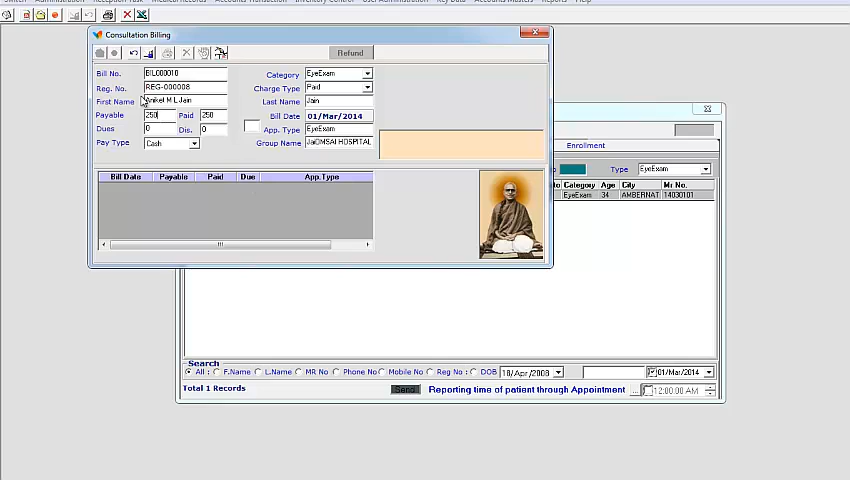 Consultation Billing
Refund
Bill No. BIL000010 Category EyeExam
Reg. No. REG-000008 Charge Type Paid
First Name Aniket M L Jain Last Name Jain
Payable 250 Paid 250 Bill Date 01/Mar/2014
Dues 0 Dis. 0 App. Type EyeExam
Pay Type Cash Group Name JaiOMSAI HOSPITAL
Bill Date Payable Paid Due App.Type
Enrollment
Type EyeExam
Category Age City Mr No.
EyeExam 34 AMBERNAT 14030101
Search
All : F.Name L.Name MR No Phone No Mobile No Reg No : DOB 18/Apr/2008 01/Mar/2014
Total 1 Records Send Reporting time of patient through Appointment ... 12:00:00 AM